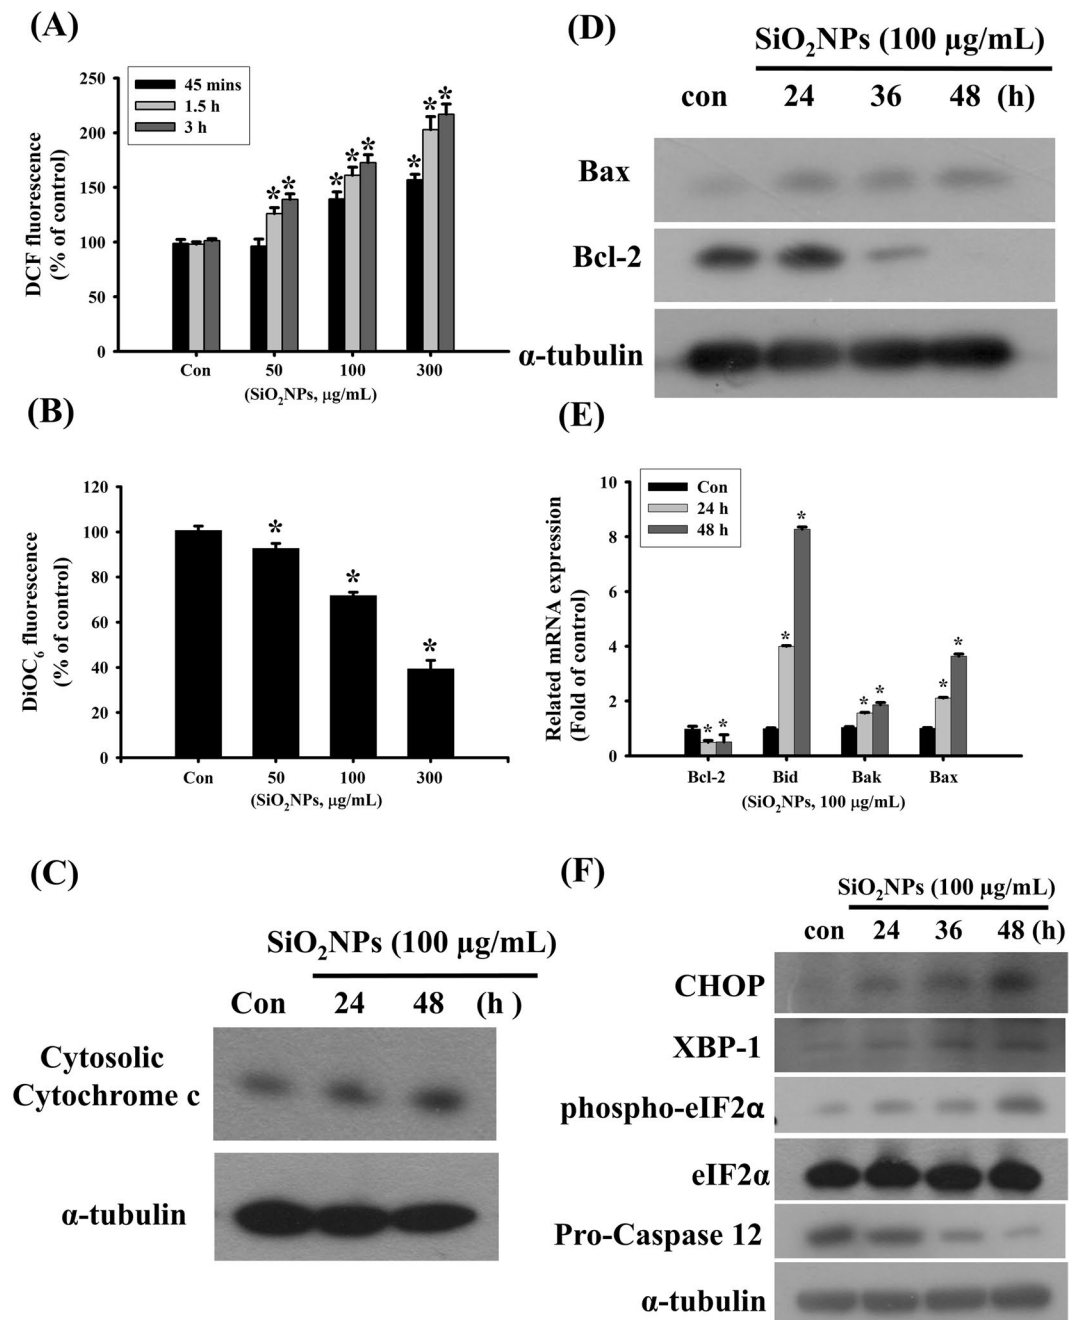 (A)
DCF fluorescence
(% of control)
250
200
150
100
50
0
45 mins
1.5 h
3 h
*
*
*
*
*
*
*
*
Con
50
100
300
(SiO₂NPs, μg/mL)
(B)
DiOC₆ fluorescence
(% of control)
120
100
80
60
40
20
0
*
*
*
Con
50
100
300
(SiO₂NPs, μg/mL)
(C)
SiO₂NPs (100 μg/mL)
Con 24 48 (h )
Cytosolic
Cytochrome c
α-tubulin
(D)
SiO₂NPs (100 μg/mL)
con 24 36 48 (h)
Bax
Bcl-2
α-tubulin
(E)
Related mRNA expression
(Fold of control)
10
8
6
4
2
0
Con
24 h
48 h
*
*
*
*
*
*
*
*
Bcl-2
Bid
Bak
Bax
(SiO₂NPs, 100 μg/mL)
(F)
SiO₂NPs (100 μg/mL)
con 24 36 48 (h)
CHOP
XBP-1
phospho-eIF2α
eIF2α
Pro-Caspase 12
α-tubulin